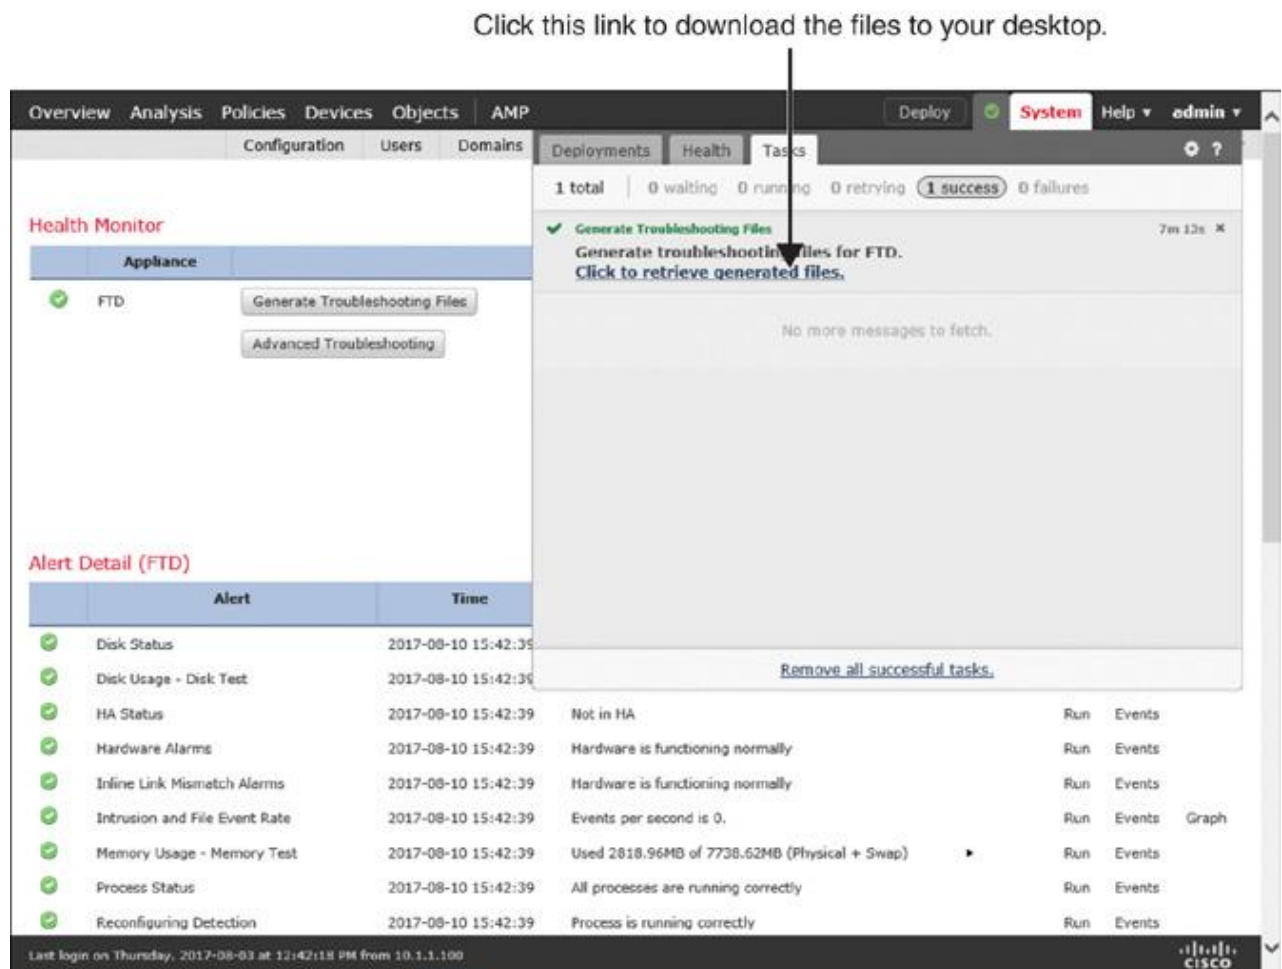 Click this link to download the files to your desktop.
Overview Analysis Policies Devices Objects AMP Deploy System Help admin
Configuration Users Domains
Deployments Health Tasks ?
1 total 0 waiting 0 running 0 retrying 1 success 0 failures
Health Monitor
Appliance
FTD Generate Troubleshooting Files
Advanced Troubleshooting
Generate Troubleshooting Files 7m 13s
Generate troubleshooting files for FTD.
Click to retrieve generated files.
No more messages to fetch.
Remove all successful tasks.
Alert Detail (FTD)
Alert Time
Disk Status 2017-08-10 15:42:39
Disk Usage - Disk Test 2017-08-10 15:42:39
HA Status 2017-08-10 15:42:39 Not in HA Run Events
Hardware Alarms 2017-08-10 15:42:39 Hardware is functioning normally Run Events
Inline Link Mismatch Alarms 2017-08-10 15:42:39 Hardware is functioning normally Run Events
Intrusion and File Event Rate 2017-08-10 15:42:39 Events per second is 0. Run Events Graph
Memory Usage - Memory Test 2017-08-10 15:42:39 Used 2818.96MB of 7738.62MB (Physical + Swap) Run Events
Process Status 2017-08-10 15:42:39 All processes are running correctly Run Events
Reconfiguring Detection 2017-08-10 15:42:39 Process is running correctly Run Events
Last login on Thursday, 2017-08-03 at 12:42:18 PM from 10.1.1.100
CISCO